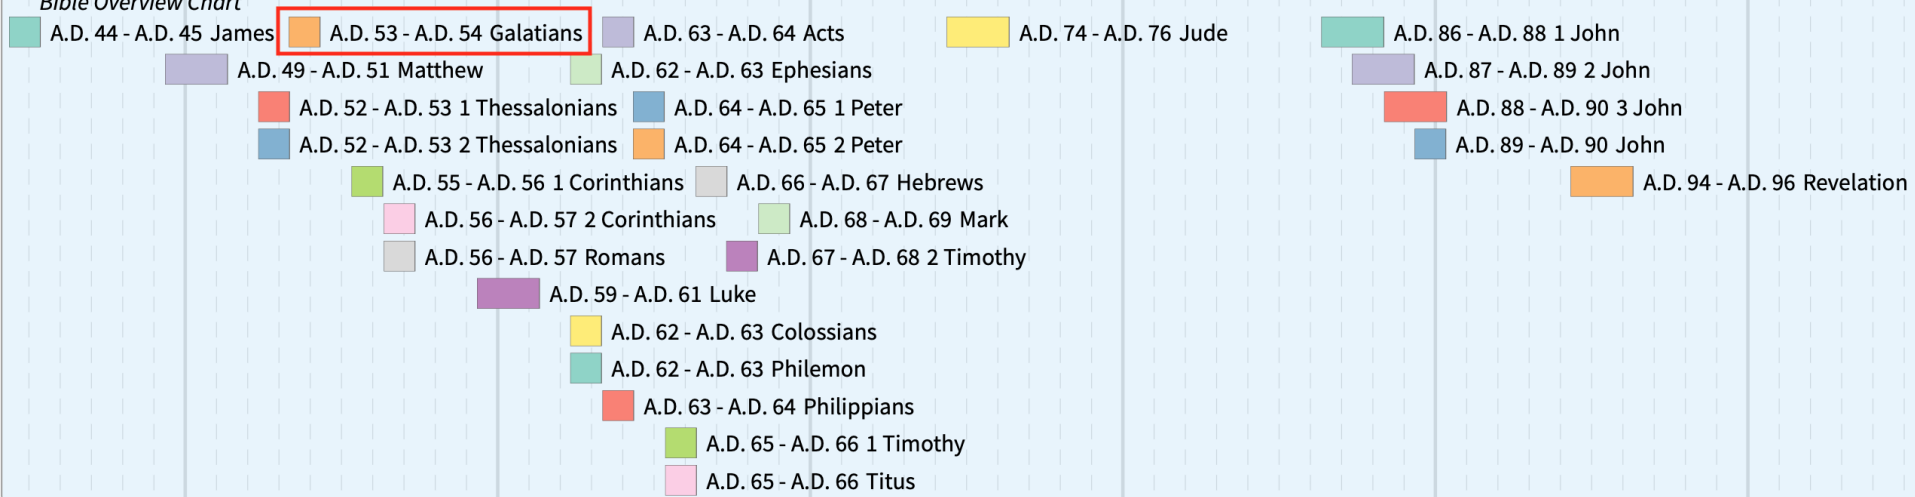 Bible Overview Chart
A.D. 44 - A.D. 45 James
A.D. 53 - A.D. 54 Galatians
A.D. 63 - A.D. 64 Acts
A.D. 74 - A.D. 76 Jude
A.D. 86 - A.D. 88 1 John
A.D. 49 - A.D. 51 Matthew
A.D. 62 - A.D. 63 Ephesians
A.D. 87 - A.D. 89 2 John
A.D. 52 - A.D. 53 1 Thessalonians
A.D. 64 - A.D. 65 1 Peter
A.D. 88 - A.D. 90 3 John
A.D. 52 - A.D. 53 2 Thessalonians
A.D. 64 - A.D. 65 2 Peter
A.D. 89 - A.D. 90 John
A.D. 55 - A.D. 56 1 Corinthians
A.D. 66 - A.D. 67 Hebrews
A.D. 94 - A.D. 96 Revelation
A.D. 56 - A.D. 57 2 Corinthians
A.D. 68 - A.D. 69 Mark
A.D. 56 - A.D. 57 Romans
A.D. 67 - A.D. 68 2 Timothy
A.D. 59 - A.D. 61 Luke
A.D. 62 - A.D. 63 Colossians
A.D. 62 - A.D. 63 Philemon
A.D. 63 - A.D. 64 Philippians
A.D. 65 - A.D. 66 1 Timothy
A.D. 65 - A.D. 66 Titus